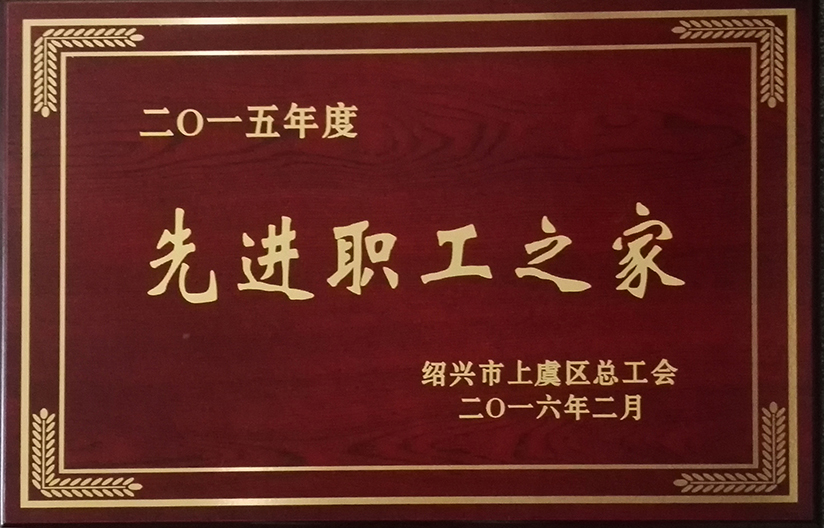 二〇一五年度
先进职工之家
绍兴市上虞区总工会
二〇一六年二月